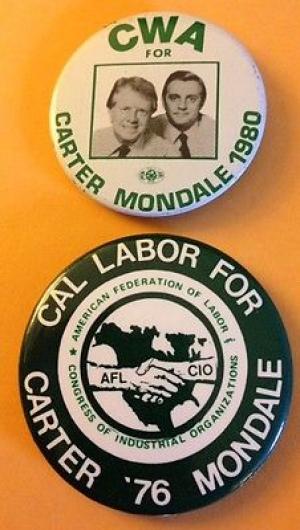 CWA
FOR
CARTER MONDALE 1980
CAL LABOR FOR
CARTER '76 MONDALE
AMERICAN FEDERATION OF LABOR
CONGRESS OF INDUSTRIAL ORGANIZATIONS
AFL CIO